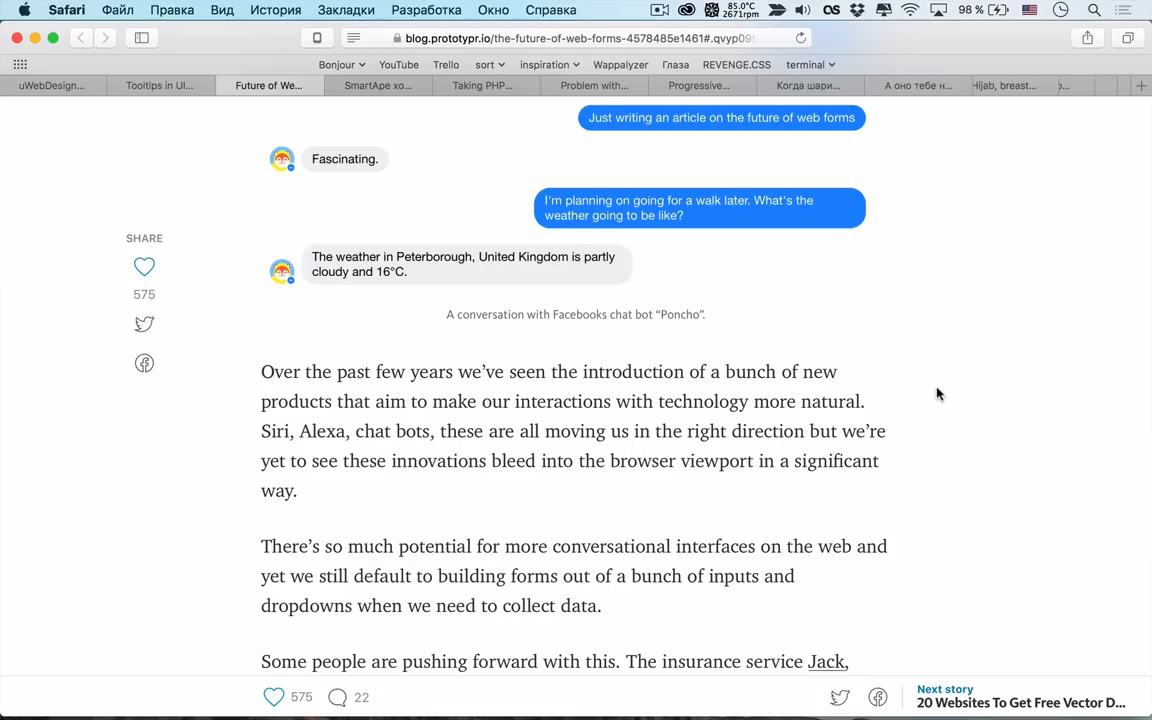 Safari Файл Правка Вид История Закладки Разработка Окно Справка 85.0°C 2671rpm 98 %
blog.prototypr.io/the-future-of-web-forms-4578485e1461#.qvyp09
Bonjour YouTube Trello sort inspiration Wappalyzer Глаза REVENGE.CSS terminal
uWebDesign... Tooltips in UI... Future of We... SmartApe хо... Taking PHP... Problem with... Progressive... Когда шари... А оно тебе н... Hijab, breast...
Just writing an article on the future of web forms
Fascinating.
I'm planning on going for a walk later. What's the
weather going to be like?
The weather in Peterborough, United Kingdom is partly
cloudy and 16°C.
A conversation with Facebooks chat bot “Poncho”.
SHARE
575
Over the past few years we’ve seen the introduction of a bunch of new
products that aim to make our interactions with technology more natural.
Siri, Alexa, chat bots, these are all moving us in the right direction but we’re
yet to see these innovations bleed into the browser viewport in a significant
way.
There’s so much potential for more conversational interfaces on the web and
yet we still default to building forms out of a bunch of inputs and
dropdowns when we need to collect data.
Some people are pushing forward with this. The insurance service Jack,
575 22
Next story
20 Websites To Get Free Vector D...